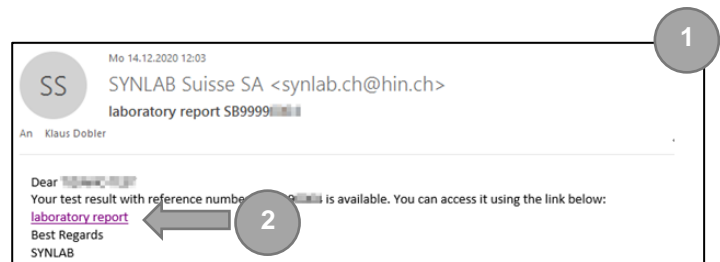 1
Mo 14.12.2020 12:03
SS
SYNLAB Suisse SA <synlab.ch@hin.ch>
laboratory report SB9999
An Klaus Dobler
Dear
Your test result with reference numbe 9 is available. You can access it using the link below:
laboratory report
2
Best Regards
SYNLAB